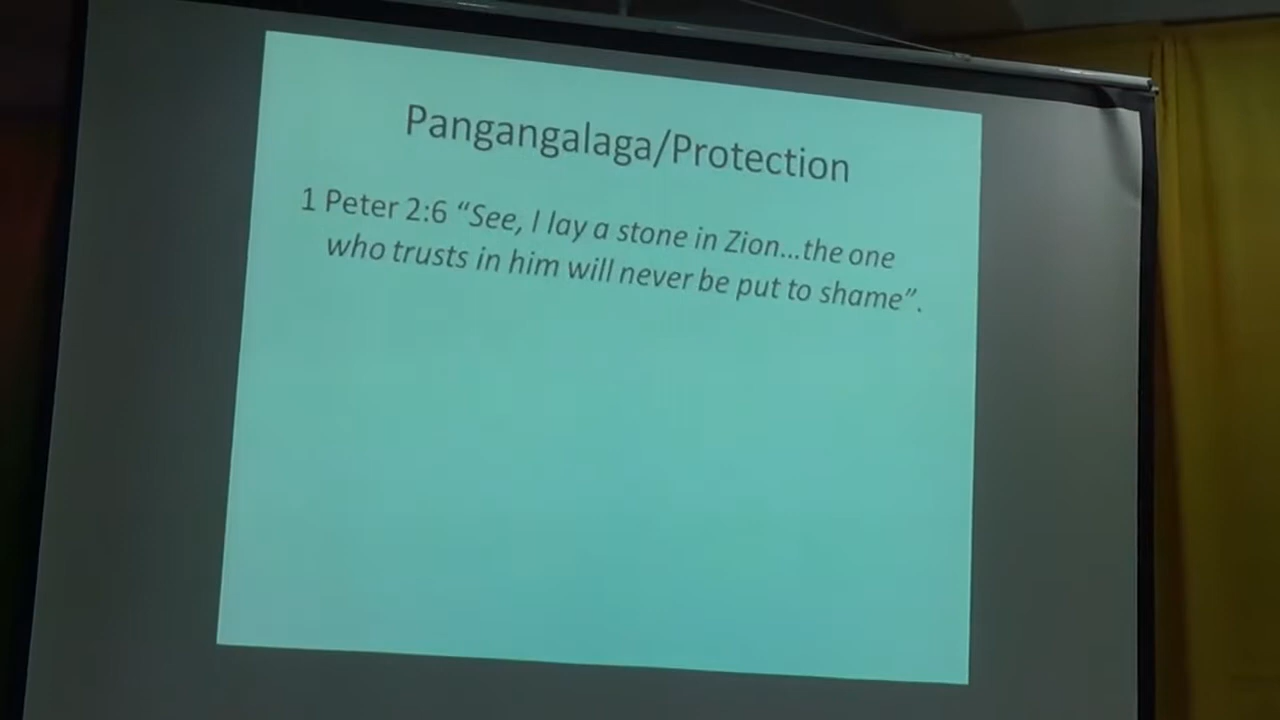 Pangangalaga/Protection
1 Peter 2:6 “See, I lay a stone in Zion...the one
who trusts in him will never be put to shame”.